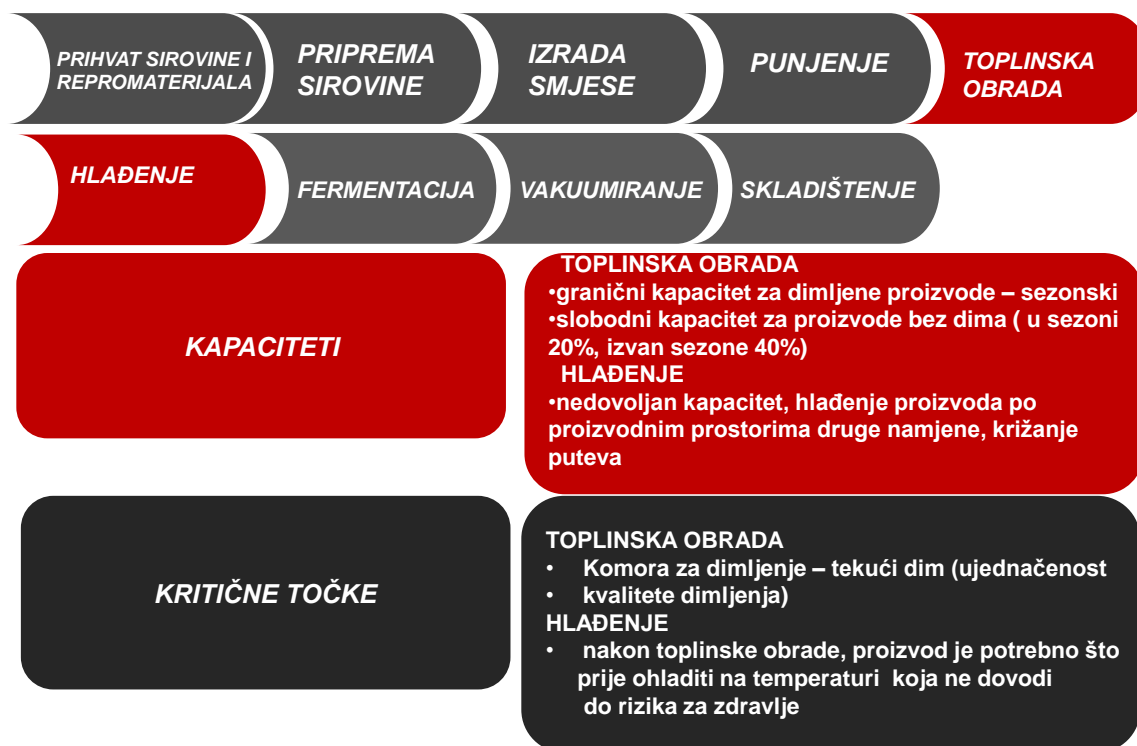 PRIHVAT SIROVINE I
REPROMATERIJALA
PRIPREMA
SIROVINE
IZRADA
SMJESE
PUNJENJE
TOPLINSKA
OBRADA
HLAĐENJE
FERMENTACIJA
VAKUUMIRANJE
SKLADIŠTENJE
KAPACITETI
TOPLINSKA OBRADA
•granični kapacitet za dimljene proizvode – sezonski
•slobodni kapacitet za proizvode bez dima ( u sezoni
20%, izvan sezone 40%)
HLAĐENJE
•nedovoljan kapacitet, hlađenje proizvoda po
proizvodnim prostorima druge namjene, križanje
puteva
KRITIČNE TOČKE
TOPLINSKA OBRADA
• Komora za dimljenje – tekući dim (ujednačenost
• kvalitete dimljenja)
HLAĐENJE
• nakon toplinske obrade, proizvod je potrebno što
prije ohladiti na temperaturi koja ne dovodi
do rizika za zdravlje